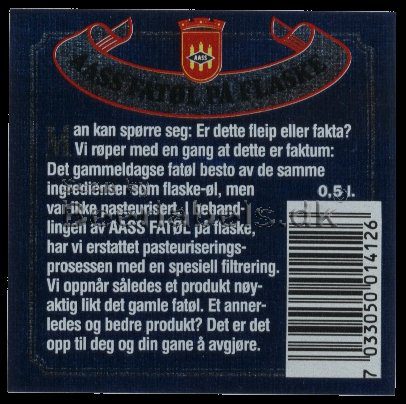 AASS
AASS FATØL PÅ FLASKE
Man kan spørre seg: Er dette fleip eller fakta?
Vi røper med en gang at dette er faktum:
Det gammeldagse fatøl besto av de samme
ingredienser som flaske-øl, men
var ikke pasteurisert. I behand-
lingen av AASS FATØL på flaske,
har vi erstattet pasteuriserings-
prosessen med en spesiell filtrering.
Vi oppnår således et produkt nøy-
aktig likt det gamle fatøl. Et anner-
ledes og bedre produkt? Det er det
opp til deg og din gane å avgjøre.
0,5 l.
7 033050 014126